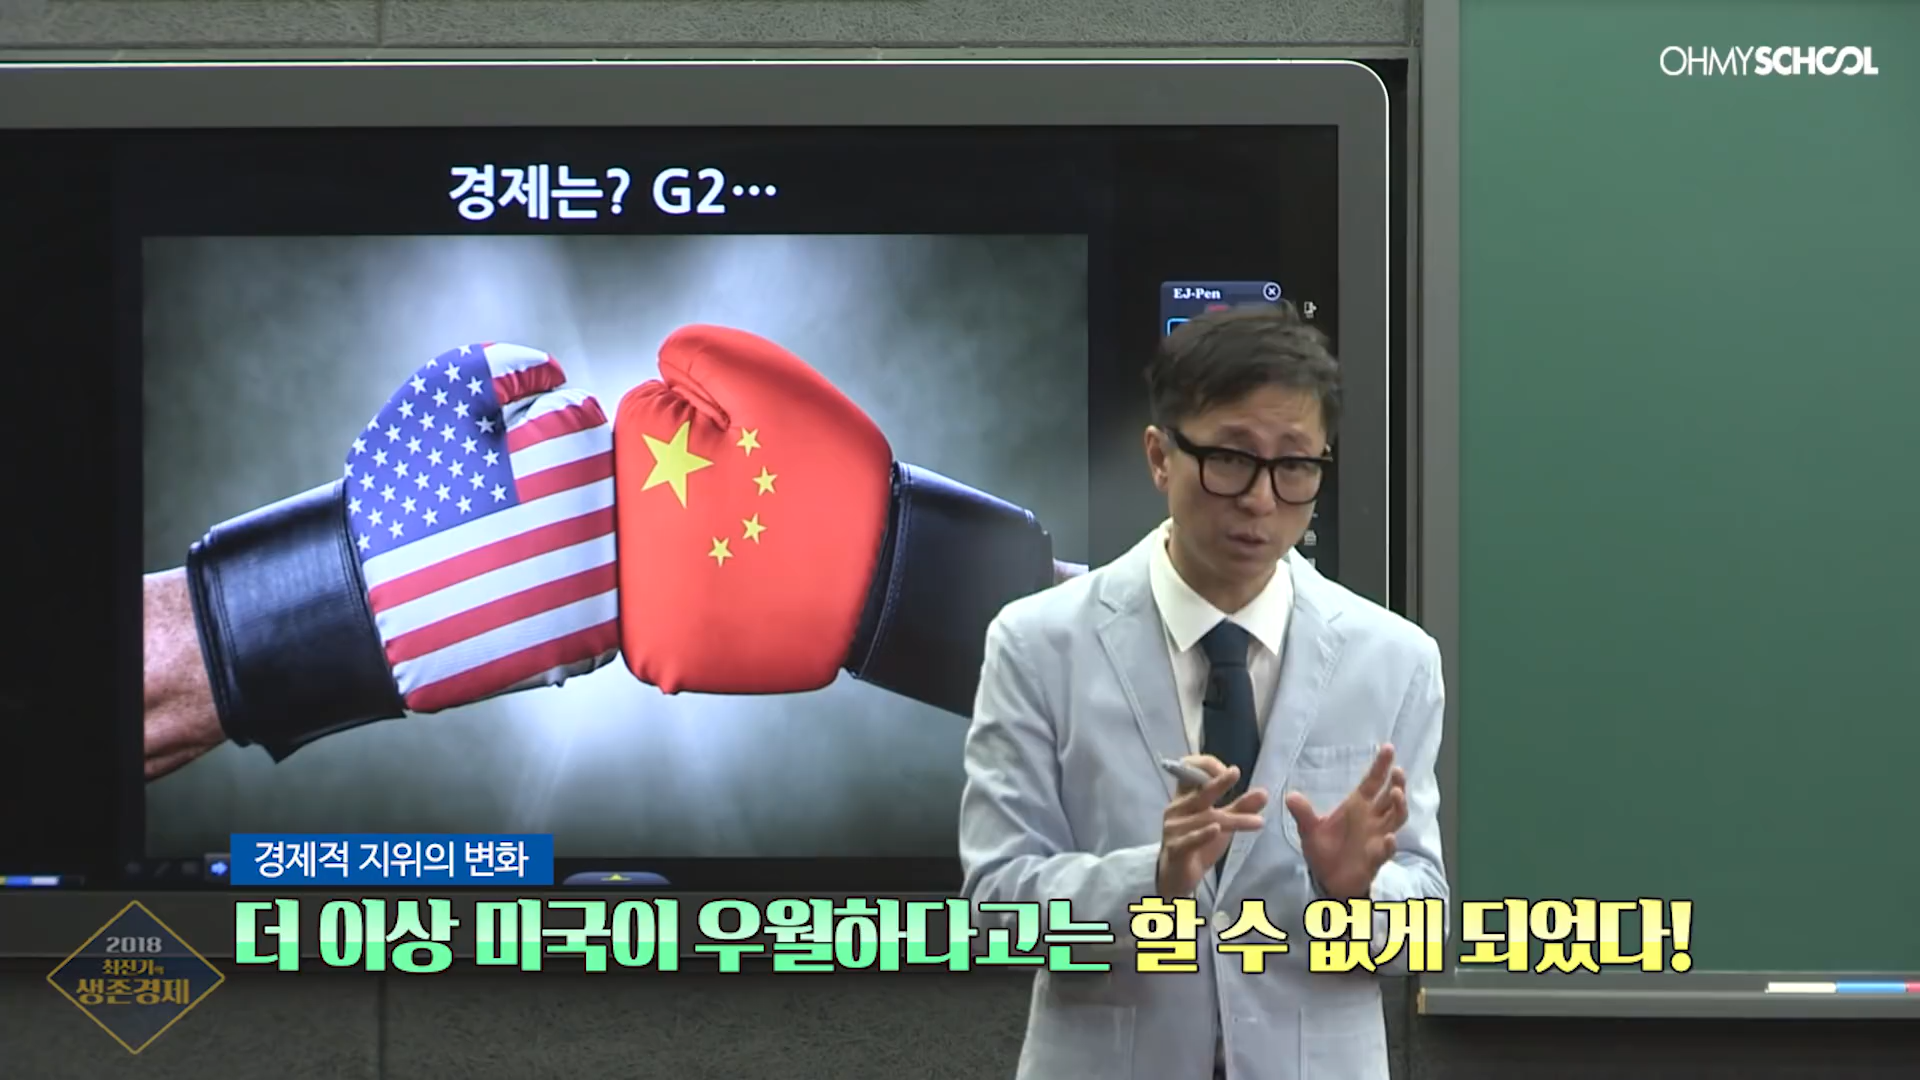 OHMYSCHOOL
경제는? G2…
EJ-Pen
경제적 지위의 변화
더 이상 미국이 우월하다고는 할 수 없게 되었다!
2018
최진기의
생존경제